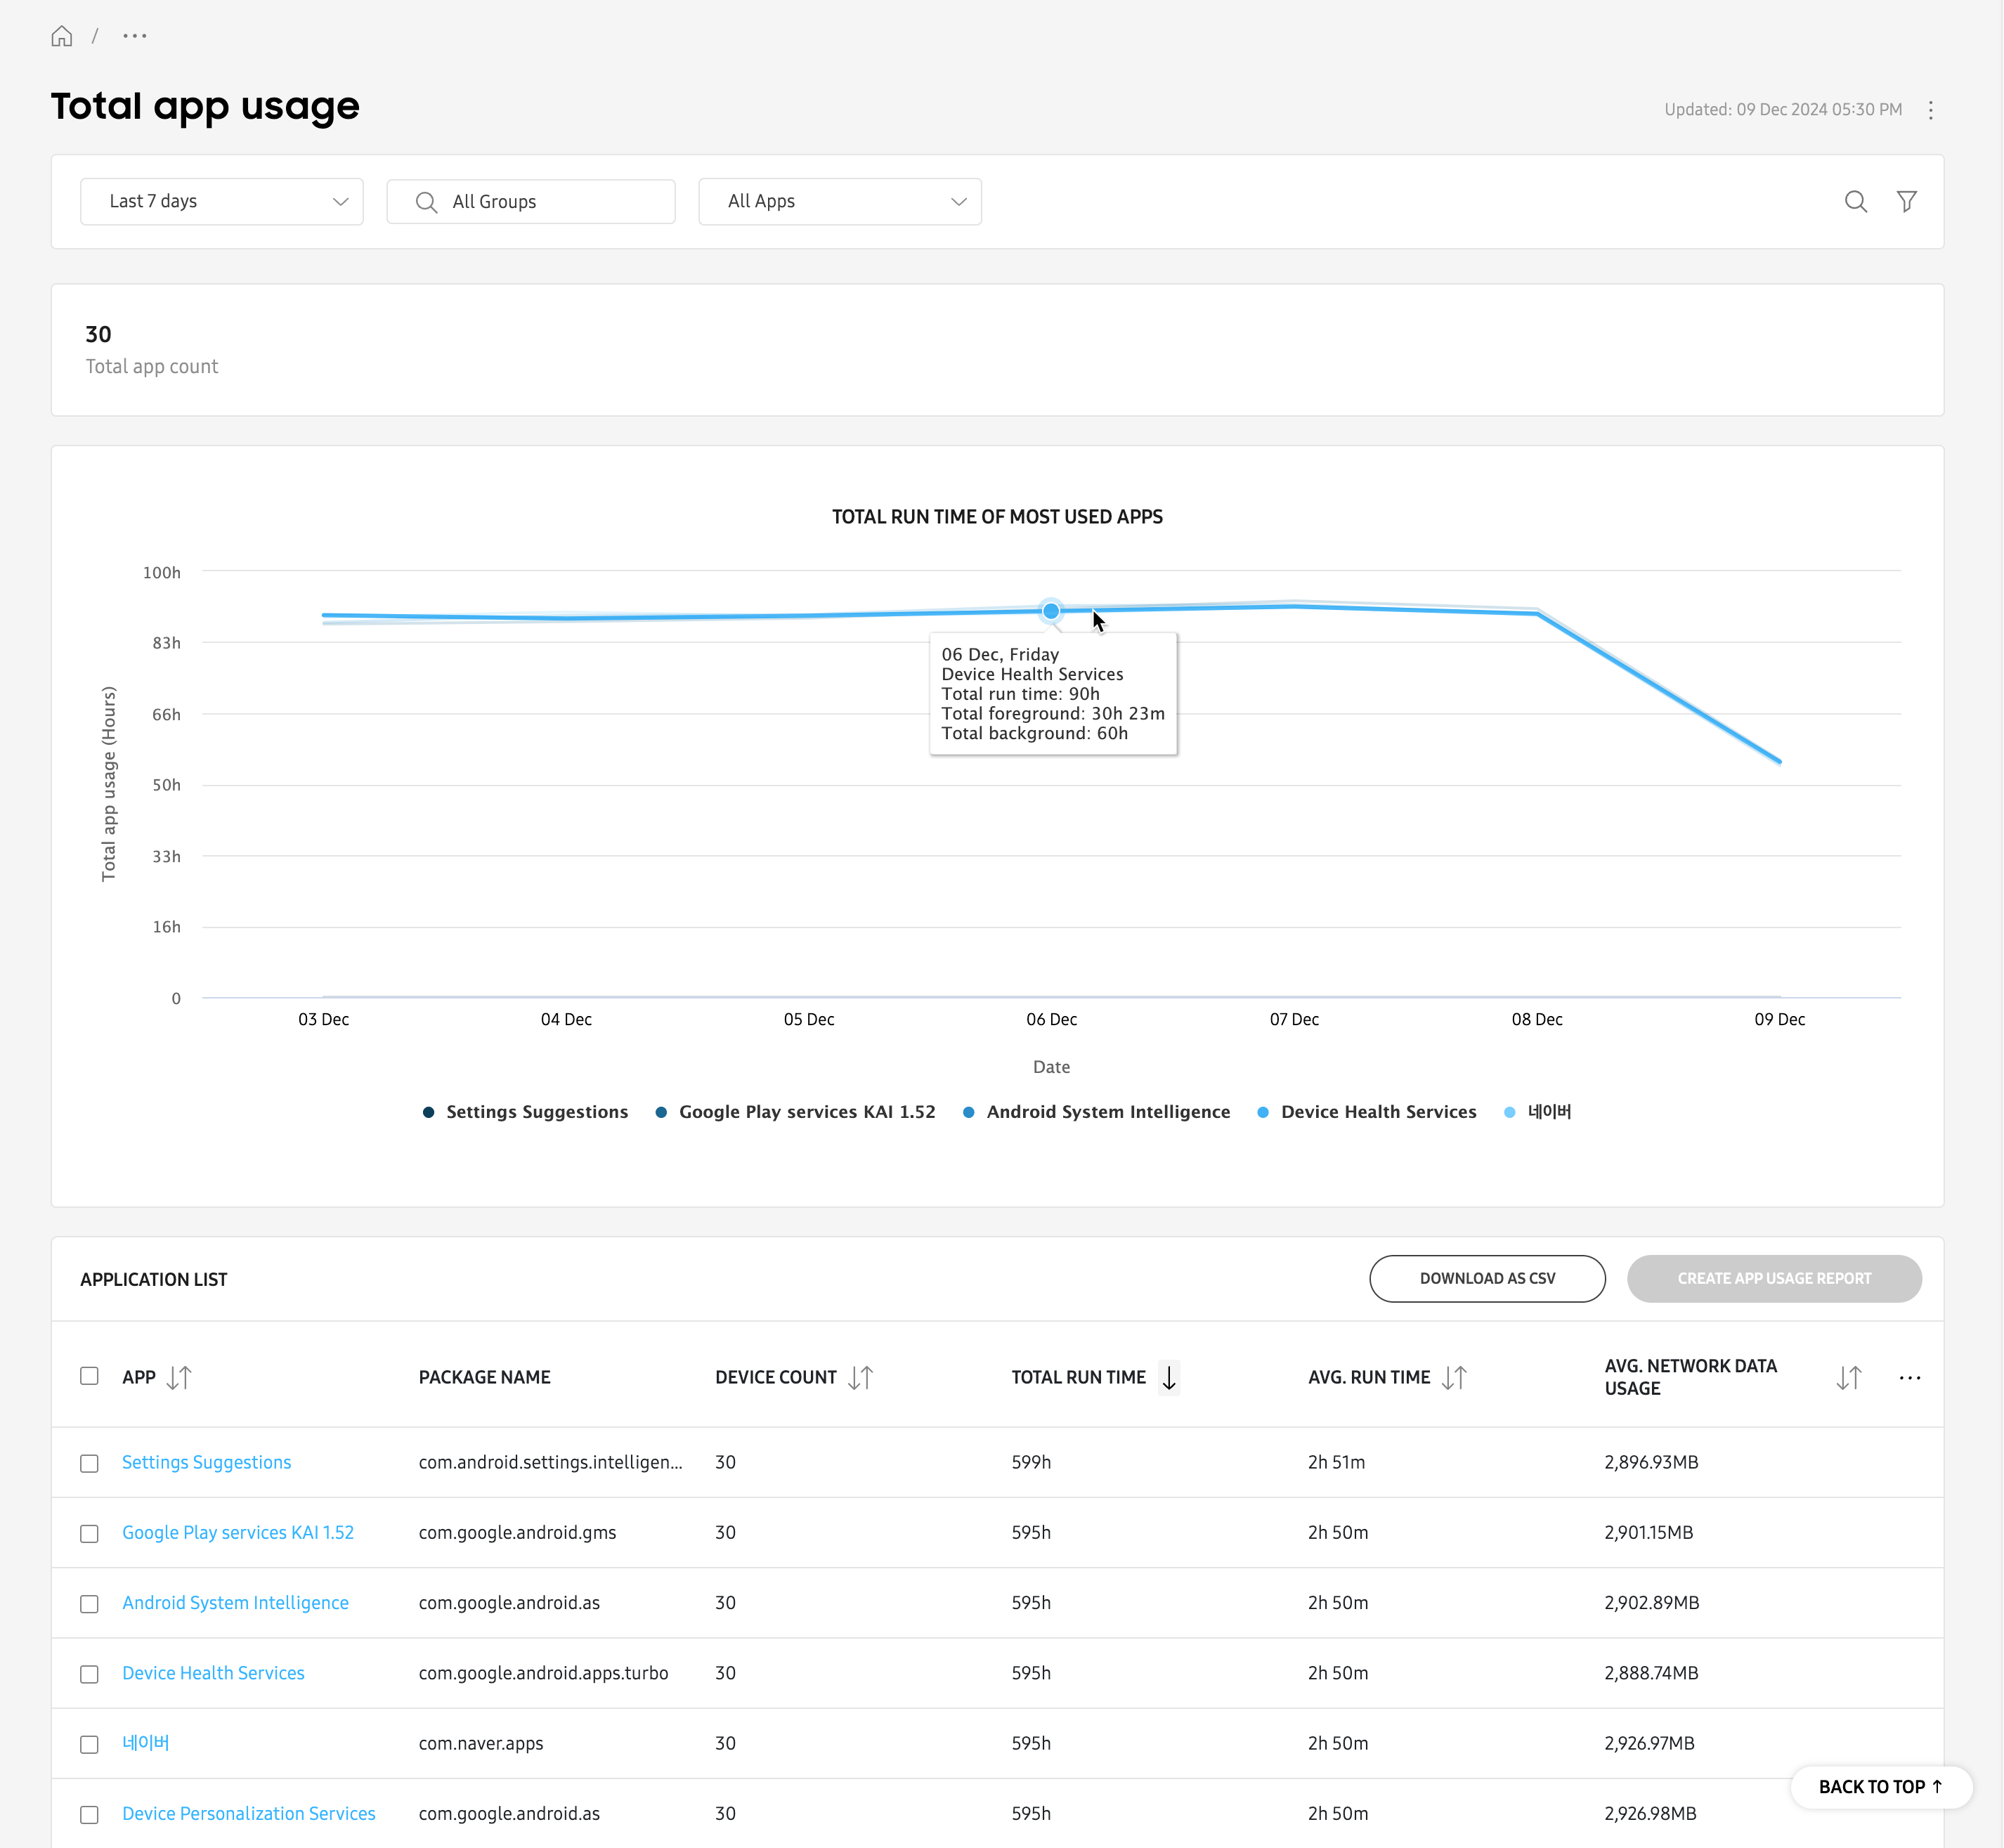 / ...
Total app usage
Updated: 09 Dec 2024 05:30 PM
Last 7 days
All Groups
All Apps
30
Total app count
TOTAL RUN TIME OF MOST USED APPS
Total app usage (Hours)
100h
83h
66h
50h
33h
16h
0
06 Dec, Friday
Device Health Services
Total run time: 90h
Total foreground: 30h 23m
Total background: 60h
03 Dec 04 Dec 05 Dec 06 Dec 07 Dec 08 Dec 09 Dec
Date
Settings Suggestions Google Play services KAI 1.52 Android System Intelligence Device Health Services 네이버
APPLICATION LIST
DOWNLOAD AS CSV
CREATE APP USAGE REPORT
APP PACKAGE NAME DEVICE COUNT TOTAL RUN TIME AVG. RUN TIME AVG. NETWORK DATA USAGE ...
Settings Suggestions com.android.settings.intelligen... 30 599h 2h 51m 2,896.93MB
Google Play services KAI 1.52 com.google.android.gms 30 595h 2h 50m 2,901.15MB
Android System Intelligence com.google.android.as 30 595h 2h 50m 2,902.89MB
Device Health Services com.google.android.apps.turbo 30 595h 2h 50m 2,888.74MB
네이버 com.naver.apps 30 595h 2h 50m 2,926.97MB
BACK TO TOP ↑
Device Personalization Services com.google.android.as 30 595h 2h 50m 2,926.98MB